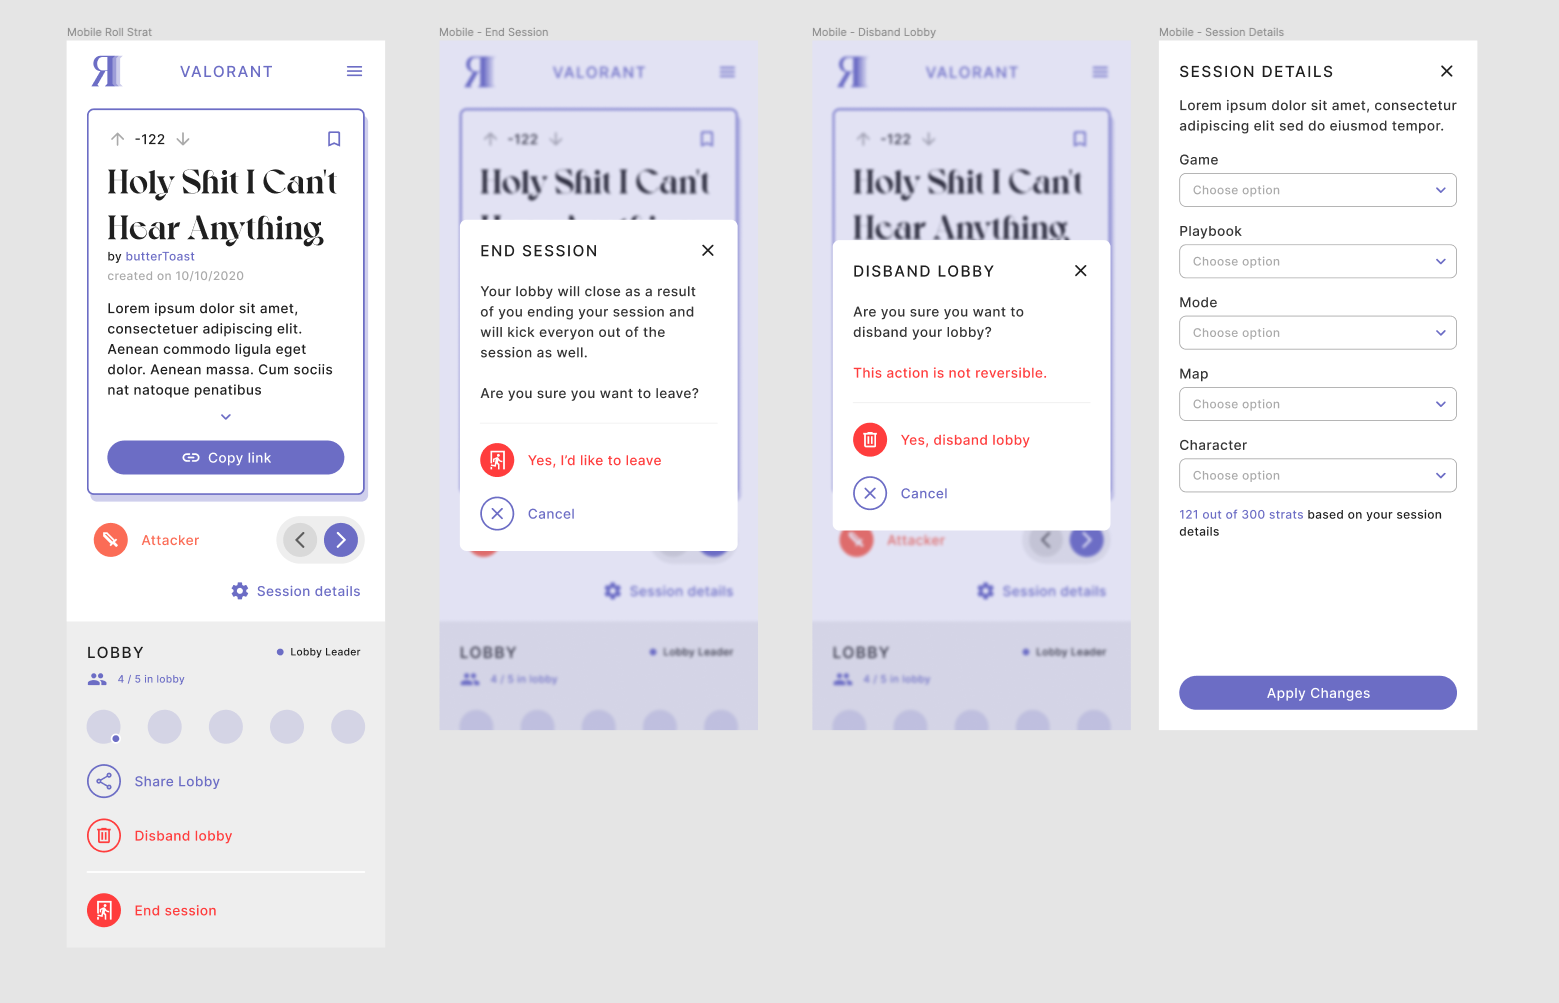 Mobile Roll Strat
VALORANT
-122
Holy Shit I Can't
Hear Anything
by butterToast
created on 10/10/2020
Lorem ipsum dolor sit amet,
consectetuer adipiscing elit.
Aenean commodo ligula eget
dolor. Aenean massa. Cum sociis
nat natoque penatibus
Copy link
Attacker
Session details
LOBBY
Lobby Leader
4 / 5 in lobby
Share Lobby
Disband lobby
End session
Mobile - End Session
VALORANT
-122
Holy Shit I Can't
Hear Anything
END SESSION
Your lobby will close as a result
of you ending your session and
will kick everyon out of the
session as well.
Are you sure you want to leave?
Yes, I'd like to leave
Cancel
Session details
LOBBY
Lobby Leader
4 / 5 in lobby
Mobile - Disband Lobby
VALORANT
-122
Holy Shit I Can't
Hear Anything
DISBAND LOBBY
Are you sure you want to
disband your lobby?
This action is not reversible.
Yes, disband lobby
Cancel
Attacker
Session details
LOBBY
Lobby Leader
4 / 5 in lobby
Mobile - Session Details
SESSION DETAILS
Lorem ipsum dolor sit amet, consectetur
adipiscing elit sed do eiusmod tempor.
Game
Choose option
Playbook
Choose option
Mode
Choose option
Map
Choose option
Character
Choose option
121 out of 300 strats based on your session
details
Apply Changes